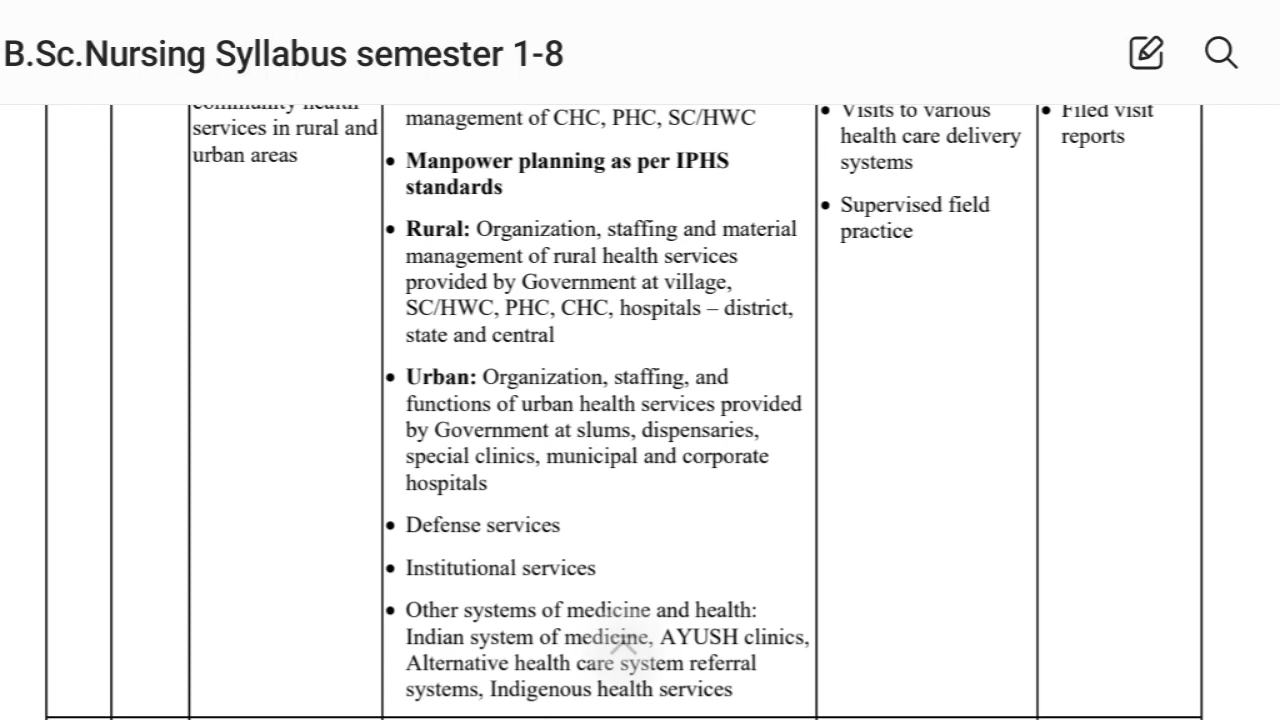 B.Sc.Nursing Syllabus semester 1-8
community health
services in rural and
urban areas
management of CHC, PHC, SC/HWC
• Manpower planning as per IPHS
standards
• Rural: Organization, staffing and material
management of rural health services
provided by Government at village,
SC/HWC, PHC, CHC, hospitals – district,
state and central
• Urban: Organization, staffing, and
functions of urban health services provided
by Government at slums, dispensaries,
special clinics, municipal and corporate
hospitals
• Defense services
• Institutional services
• Other systems of medicine and health:
Indian system of medicine, AYUSH clinics,
Alternative health care system referral
systems, Indigenous health services
• Visits to various
health care delivery
systems
• Supervised field
practice
• Filed visit
reports